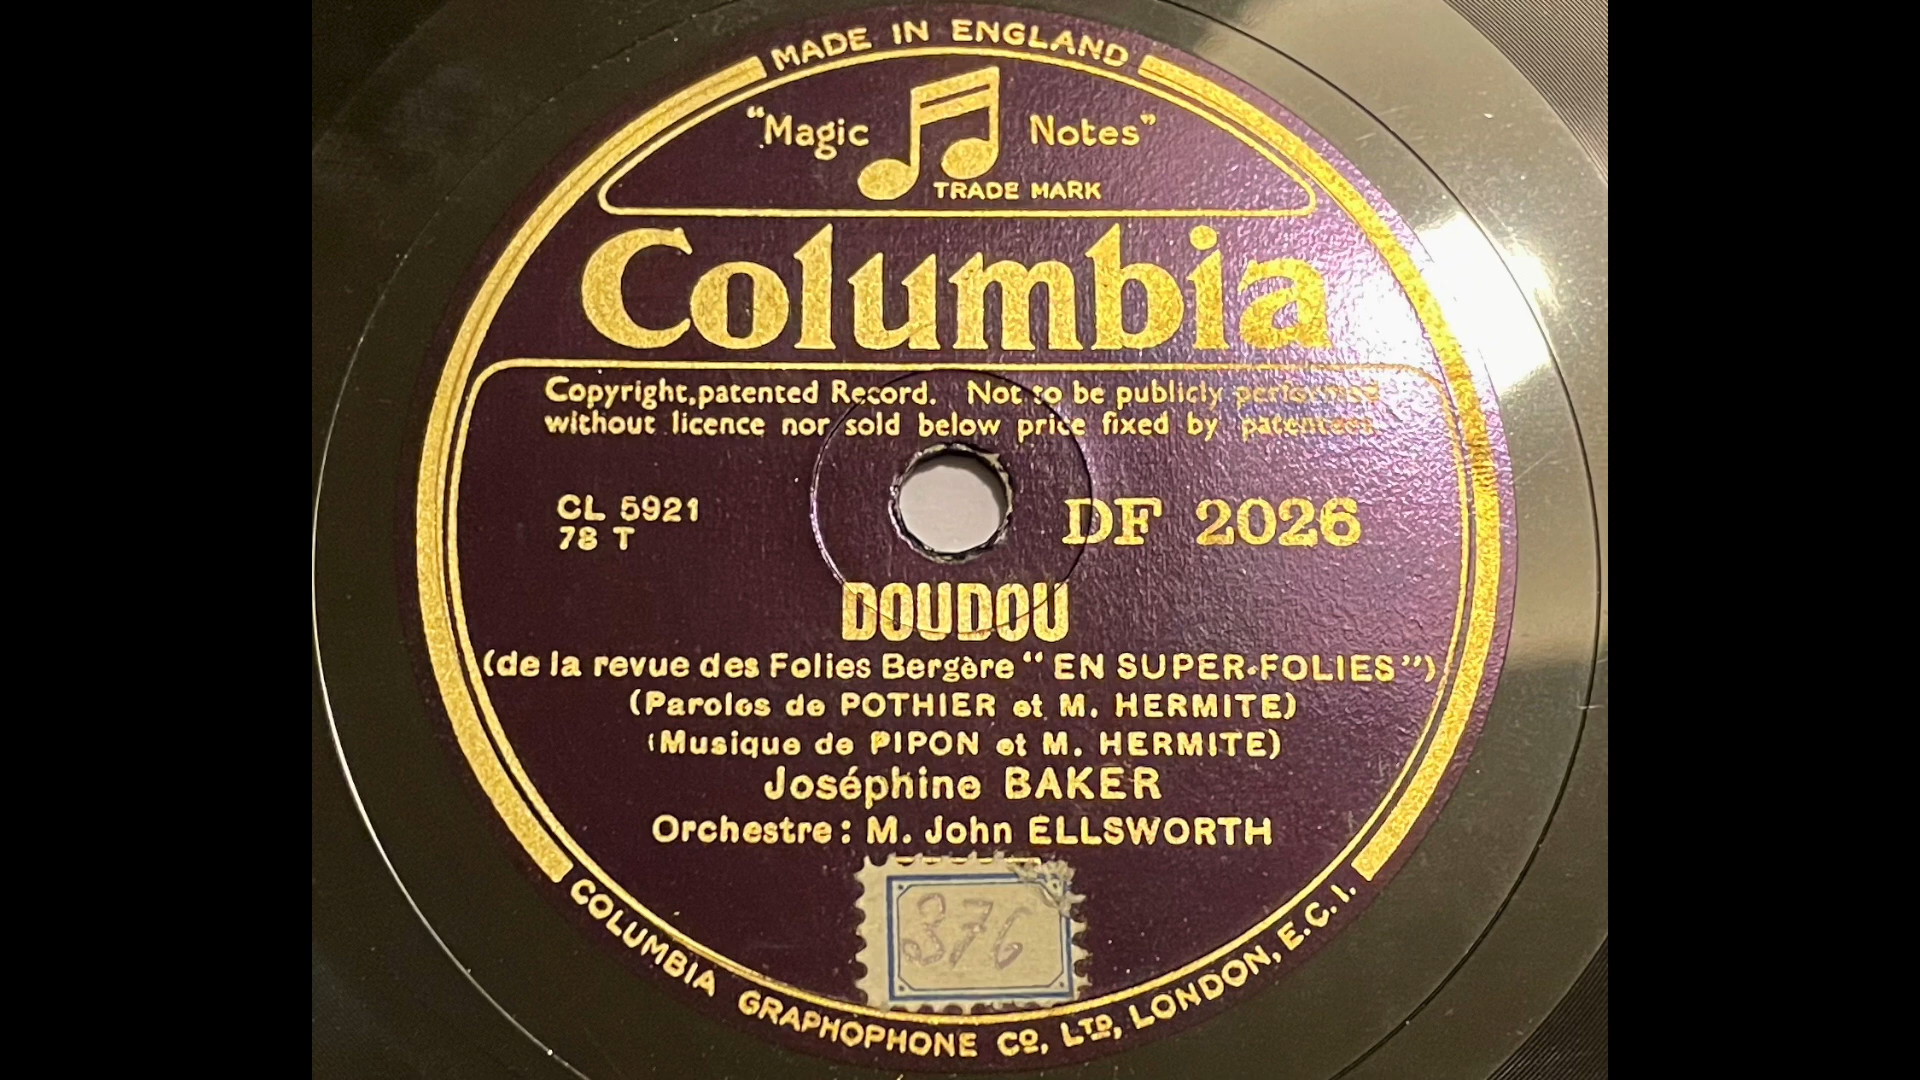 MADE IN ENGLAND
"Magic Notes"
TRADE MARK
Columbia
Copyright, patented Record. Not to be publicly performed
without licence nor sold below price fixed by patentees.
CL 5921
78 T
DF 2026
DOUDOU
(de la revue des Folies Bergère "EN SUPER-FOLIES")
(Paroles de POTHIER et M. HERMITE)
(Musique de PIPON et M. HERMITE)
Joséphine BAKER
Orchestre: M. John ELLSWORTH
376
COLUMBIA GRAPHOPHONE CO, LTD, LONDON, E.C.1.